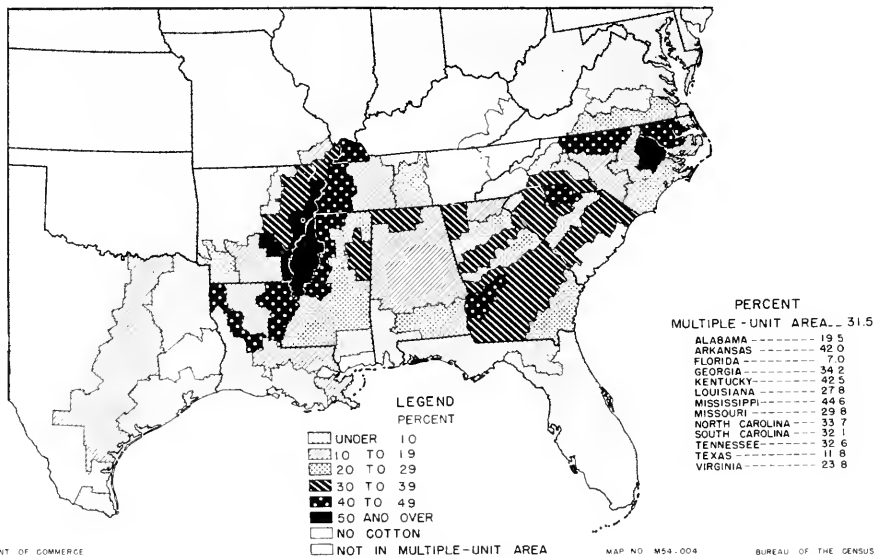 PERCENT
MULTIPLE-UNIT AREA__ 31.5
ALABAMA -------- 19 5
ARKANSAS ------- 42 0
FLORIDA -------- 7.0
GEORGIA -------- 34 2
KENTUCKY-------- 42 5
LOUISIANA ------ 27 8
MISSISSIPPI----- 44 6
MISSOURI ------- 29 8
NORTH CAROLINA--- 33 7
SOUTH CAROLINA--- 32 1
TENNESSEE------- 32 6
TEXAS ---------- 11 8
VIRGINIA-------- 23 8
LEGEND
PERCENT
UNDER 10
10 TO 19
20 TO 29
30 TO 39
40 TO 49
50 AND OVER
NO COTTON
NOT IN MULTIPLE-UNIT AREA
NT OF COMMERCE
MAP NO M54-004
BUREAU OF THE CENSUS